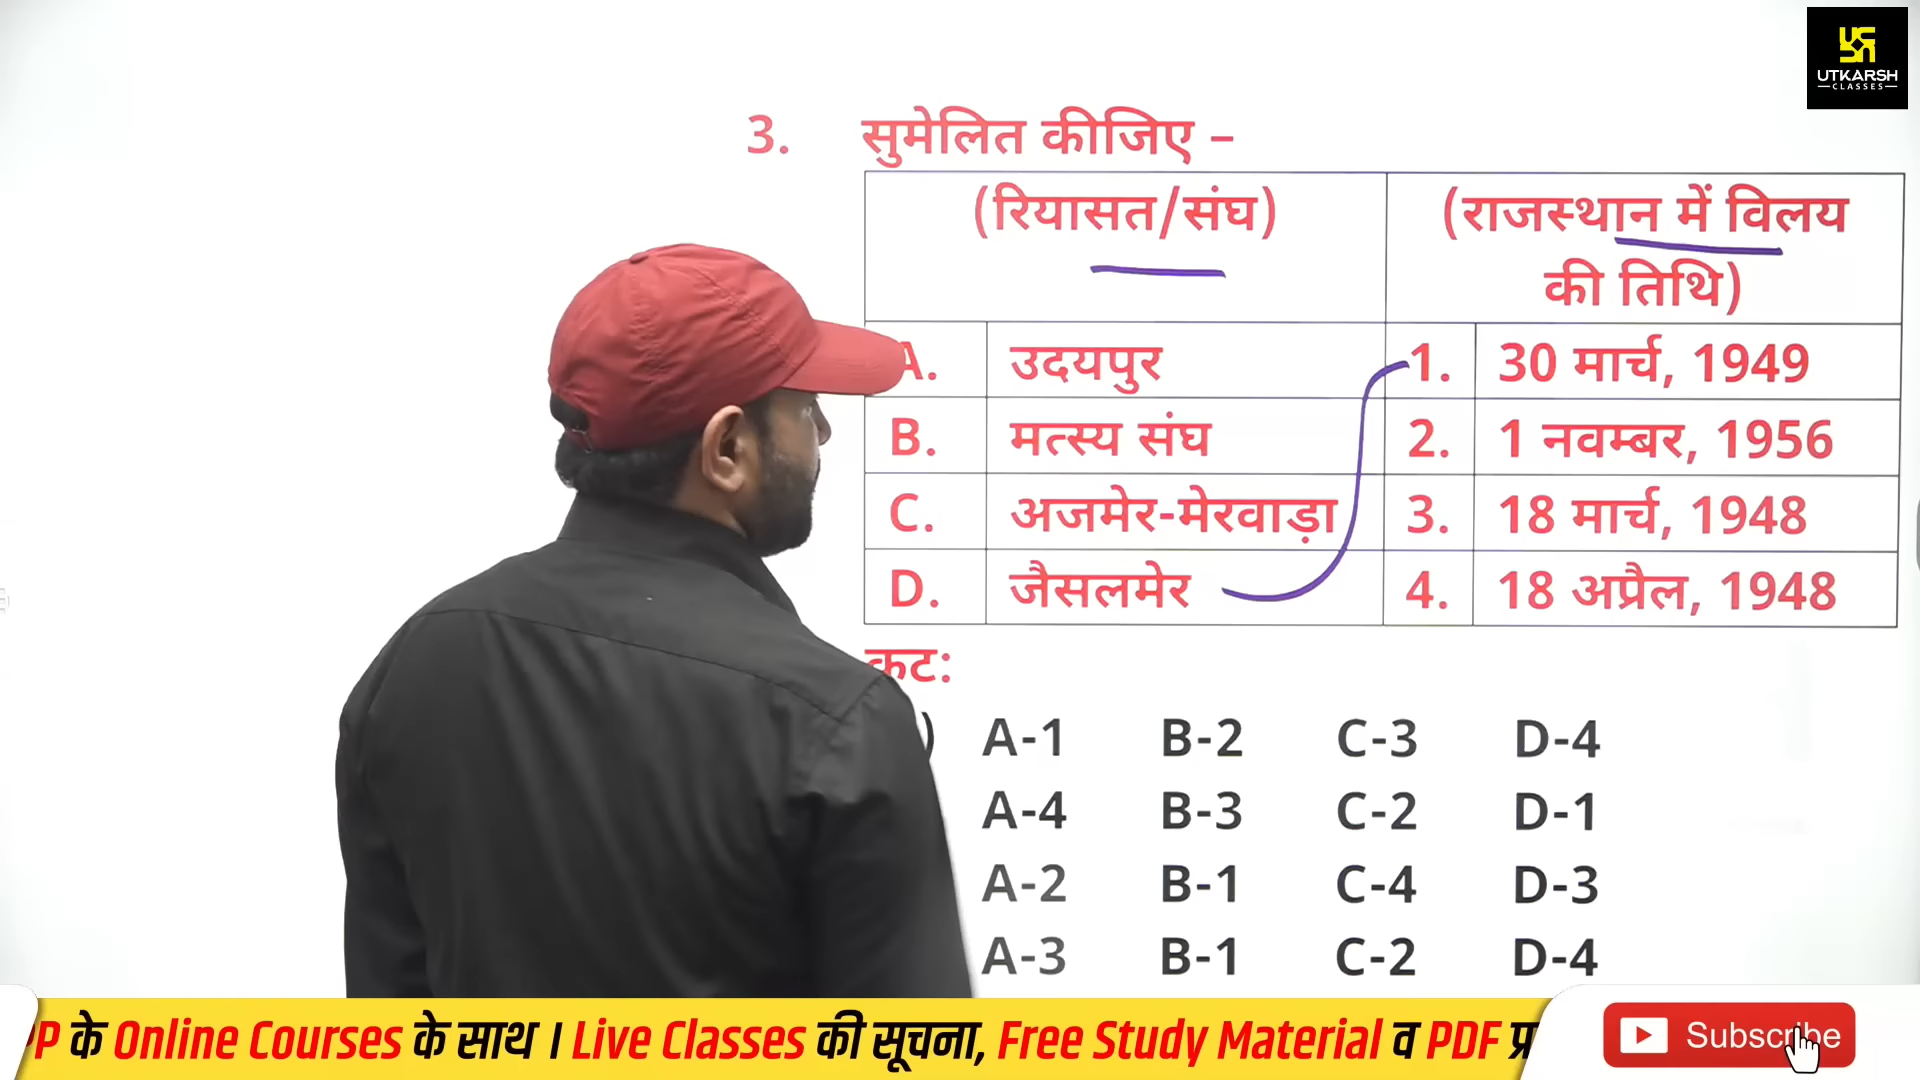 UTKARSH
CLASSES
3. सुमेलित कीजिए –
(रियासत/संघ) (राजस्थान में विलय
की तिथि)
A. उदयपुर 1. 30 मार्च, 1949
B. मत्स्य संघ 2. 1 नवम्बर, 1956
C. अजमेर-मेरवाड़ा 3. 18 मार्च, 1948
D. जैसलमेर 4. 18 अप्रैल, 1948
कूट:
) A-1 B-2 C-3 D-4
A-4 B-3 C-2 D-1
A-2 B-1 C-4 D-3
A-3 B-1 C-2 D-4
PP के Online Courses के साथ । Live Classes की सूचना, Free Study Material व PDF प्र
Subscribe